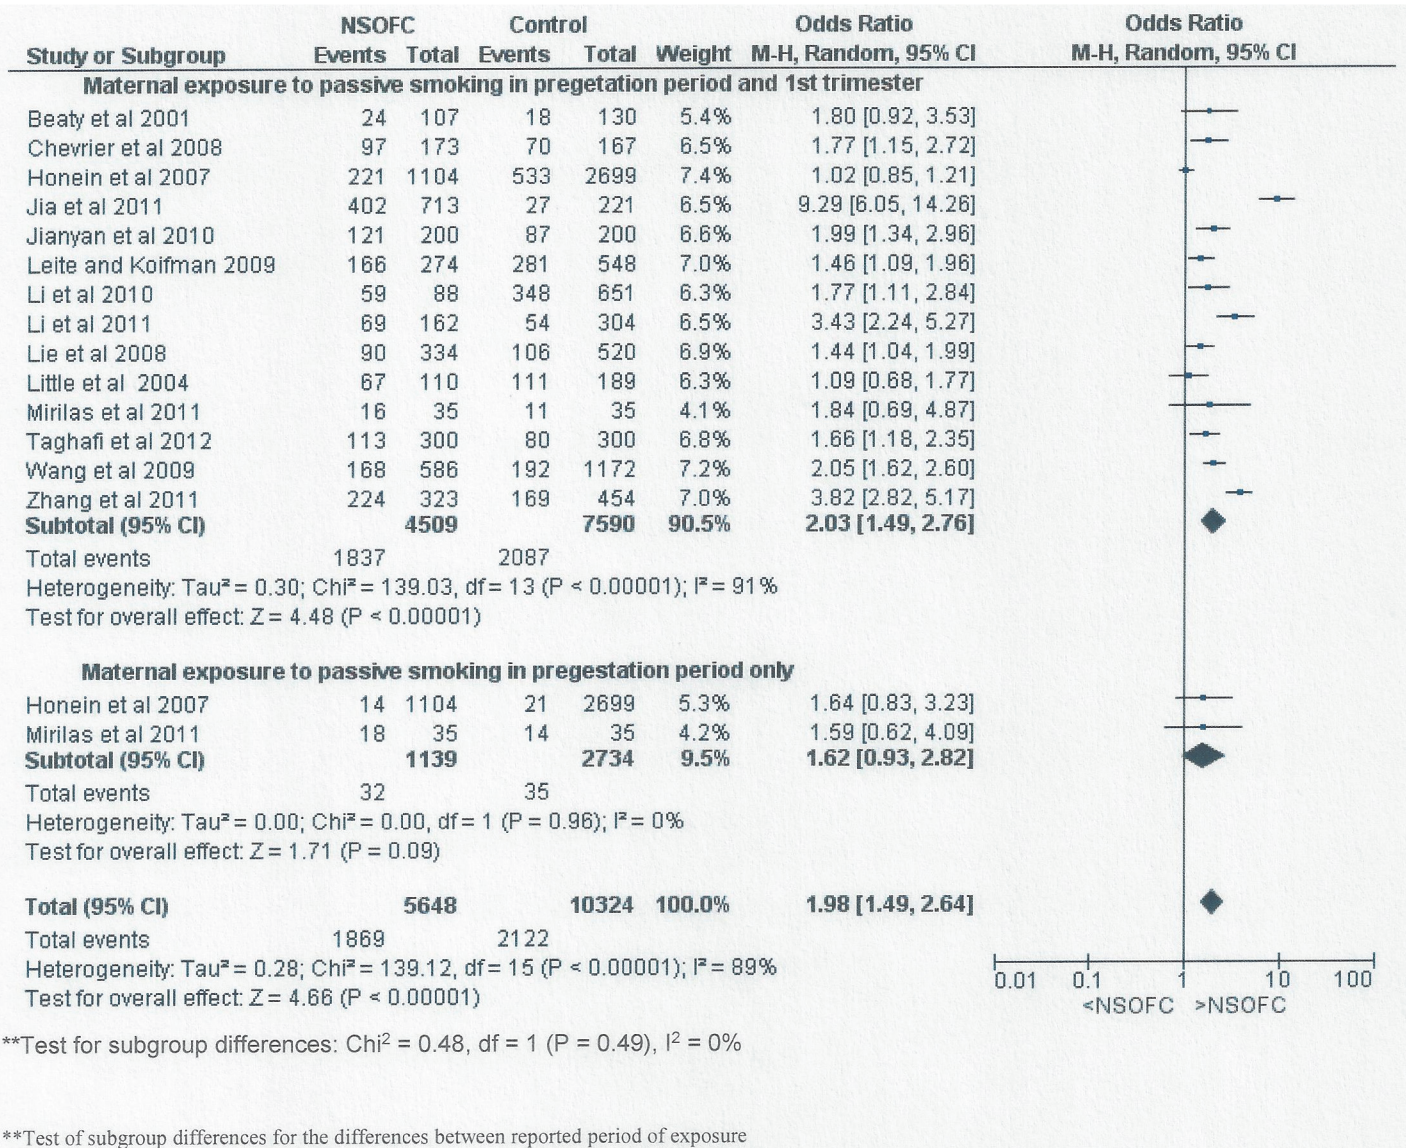 NSOFC Control Odds Ratio Odds Ratio
Study or Subgroup Events Total Events Total Weight M-H, Random, 95% CI M-H, Random, 95% CI
Maternal exposure to passive smoking in pregetation period and 1st trimester
Beaty et al 2001 24 107 18 130 5.4% 1.80 [0.92, 3.53]
Chevrier et al 2008 97 173 70 167 6.5% 1.77 [1.15, 2.72]
Honein et al 2007 221 1104 533 2699 7.4% 1.02 [0.85, 1.21]
Jia et al 2011 402 713 27 221 6.5% 9.29 [6.05, 14.26]
Jianyan et al 2010 121 200 87 200 6.6% 1.99 [1.34, 2.96]
Leite and Koifman 2009 166 274 281 548 7.0% 1.46 [1.09, 1.96]
Li et al 2010 59 88 348 651 6.3% 1.77 [1.11, 2.84]
Li et al 2011 69 162 54 304 6.5% 3.43 [2.24, 5.27]
Lie et al 2008 90 334 106 520 6.9% 1.44 [1.04, 1.99]
Little et al 2004 67 110 111 189 6.3% 1.09 [0.68, 1.77]
Mirilas et al 2011 16 35 11 35 4.1% 1.84 [0.69, 4.87]
Taghafi et al 2012 113 300 80 300 6.8% 1.66 [1.18, 2.35]
Wang et al 2009 168 586 192 1172 7.2% 2.05 [1.62, 2.60]
Zhang et al 2011 224 323 169 454 7.0% 3.82 [2.82, 5.17]
Subtotal (95% CI) 4509 7590 90.5% 2.03 [1.49, 2.76]
Total events 1837 2087
Heterogeneity: Tau² = 0.30; Chi² = 139.03, df = 13 (P < 0.00001); I² = 91%
Test for overall effect: Z = 4.48 (P < 0.00001)
Maternal exposure to passive smoking in pregestation period only
Honein et al 2007 14 1104 21 2699 5.3% 1.64 [0.83, 3.23]
Mirilas et al 2011 18 35 14 35 4.2% 1.59 [0.62, 4.09]
Subtotal (95% CI) 1139 2734 9.5% 1.62 [0.93, 2.82]
Total events 32 35
Heterogeneity: Tau² = 0.00; Chi² = 0.00, df = 1 (P = 0.96); I² = 0%
Test for overall effect: Z = 1.71 (P = 0.09)
Total (95% CI) 5648 10324 100.0% 1.98 [1.49, 2.64]
Total events 1869 2122
Heterogeneity: Tau² = 0.28; Chi² = 139.12, df = 15 (P < 0.00001); I² = 89%
Test for overall effect: Z = 4.66 (P < 0.00001)
0.01 0.1 1 10 100
<NSOFC >NSOFC
**Test for subgroup differences: Chi² = 0.48, df = 1 (P = 0.49), I² = 0%
**Test of subgroup differences for the differences between reported period of exposure